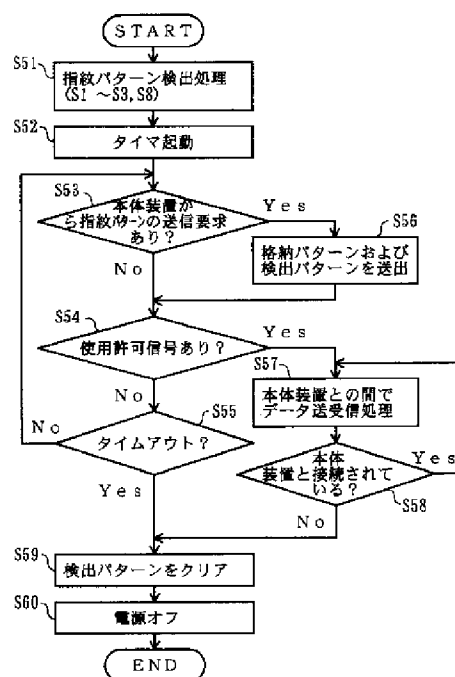 START
S51
指紋パターン検出処理
(S1 ~S3,S8)
S52
タイマ起動
S53
本体装置か
ら指紋パターンの送信要求
あり?
Yes
S56
格納パターンおよび
検出パターンを送出
No
S54
使用許可信号あり?
Yes
S57
本体装置との間で
データ送受信処理
No
S55
タイムアウト?
No
Yes
本体
装置と接続されて
いる?
Yes
S58
No
S59
検出パターンをクリア
S60
電源オフ
END